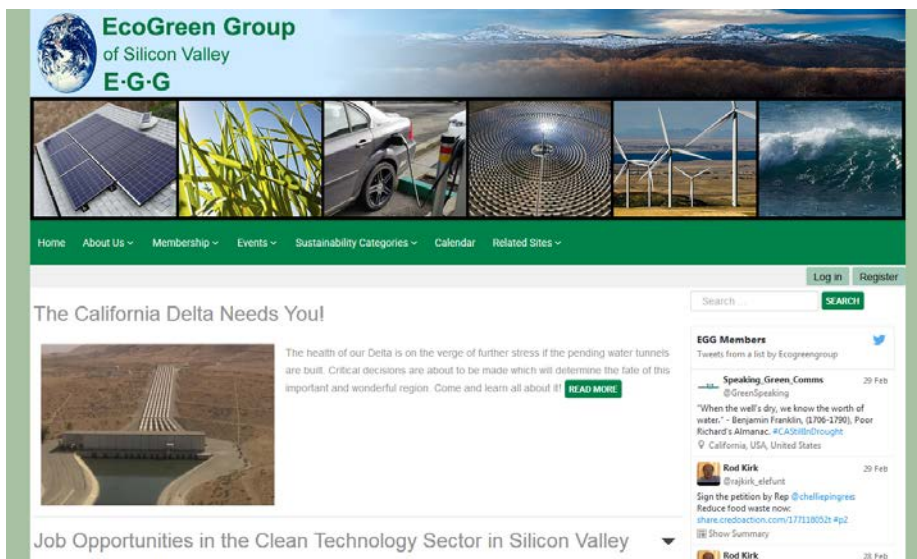 EcoGreen Group
of Silicon Valley
E·G·G
Home About Us Membership Events Sustainability Categories Calendar Related Sites
Log in Register
The California Delta Needs You!
The health of our Delta is on the verge of further stress if the pending water tunnels
are built. Critical decisions are about to be made which will determine the fate of this
important and wonderful region. Come and learn all about it! READ MORE
Job Opportunities in the Clean Technology Sector in Silicon Valley
Search ... SEARCH
EGG Members
Tweets from a list by Ecogreengroup
Speaking_Green_Comms 29 Feb
@GreenSpeaking
"When the well's dry, we know the worth of
water." - Benjamin Franklin, (1706-1790), Poor
Richard's Almanac. #CAStillInDrought
California, USA, United States
Rod Kirk 29 Feb
@rajkirk_elefunt
Sign the petition by Rep @chelliepingree:
Reduce food waste now:
share.credoaction.com/177118052t #p2
Show Summary
Rod Kirk 28 Feb